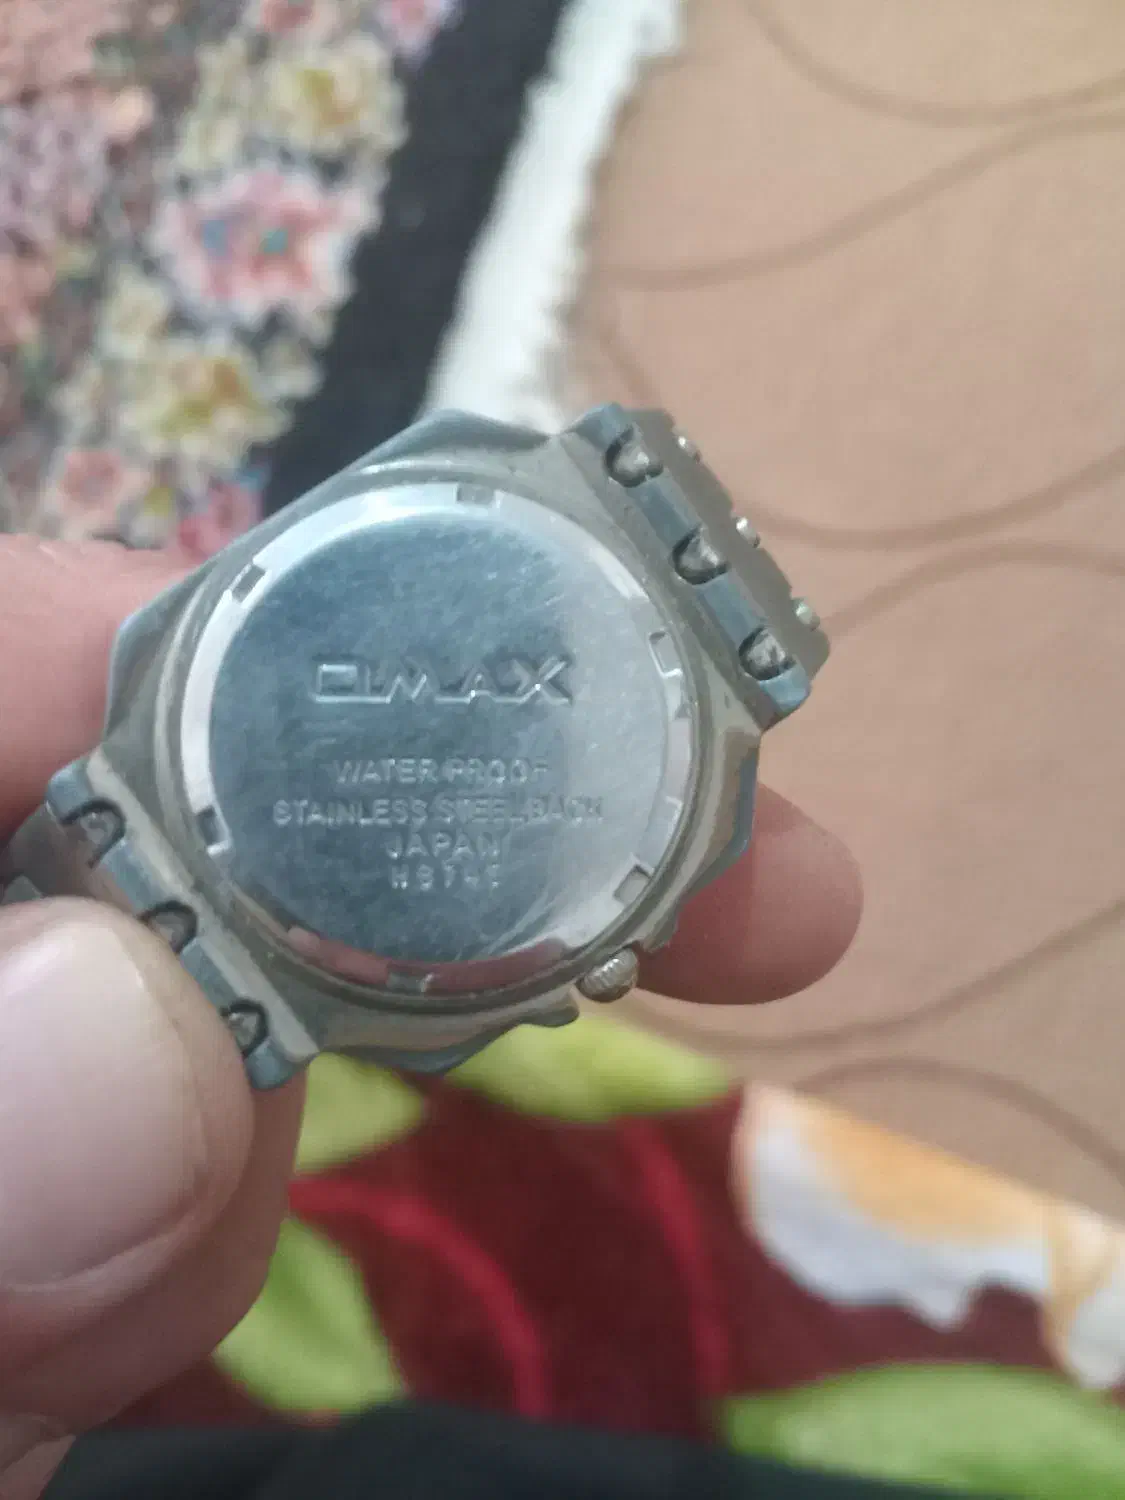 OMAX
WATER PROOF
STAINLESS STEEL BACK
JAPAN